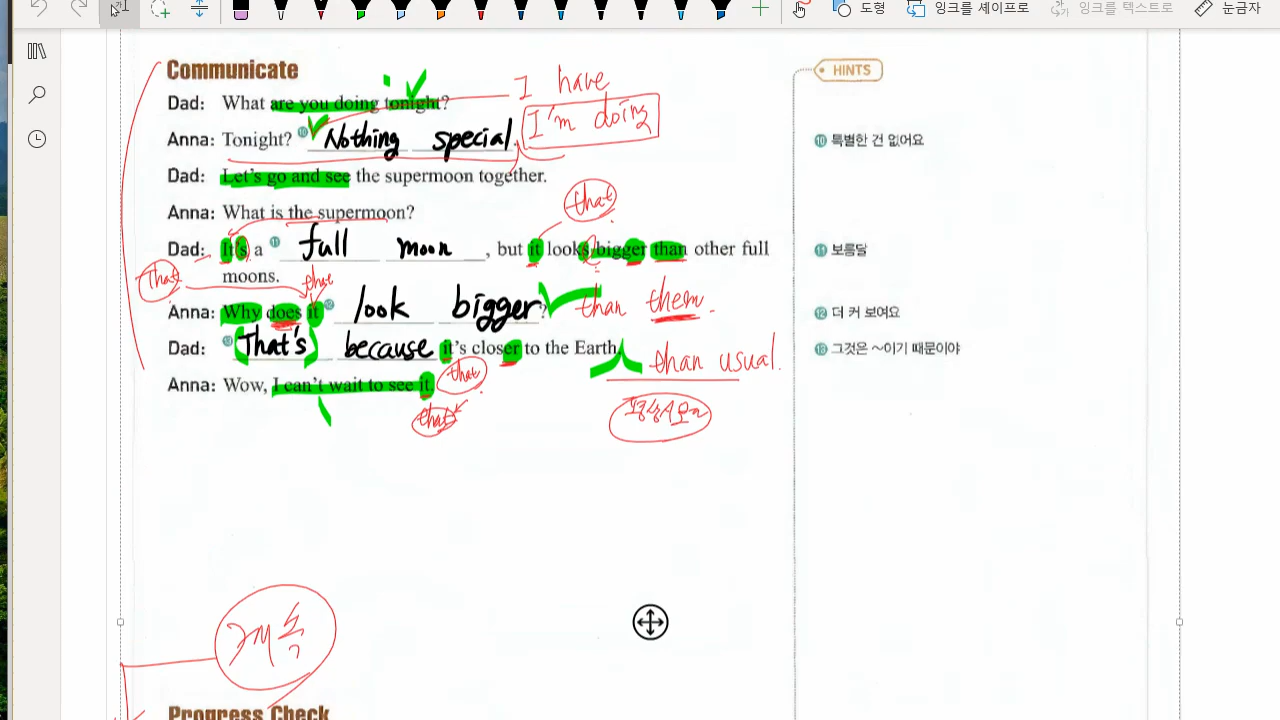 도형 잉크를 셰이프로 잉크를 텍스트로 눈금자
Communicate
HINTS
I have
Dad: What are you doing tonight?
I'm doing
Anna: Tonight? ⑩ Nothing special.
⑩ 특별한 건 없어요
Dad: Let's go and see the supermoon together.
that
Anna: What is the supermoon?
Dad: It's a ⑪ full moon, but it looks bigger than other full
⑪ 보름달
moons.
That that
Anna: Why does it ⑫ look bigger? than them.
⑫ 더 커 보여요
Dad: ⑬ That's because it's closer to the Earth. than usual.
⑬ 그것은 ~이기 때문이야
Anna: Wow, I can't wait to see it. that
that
계속
Progress Check